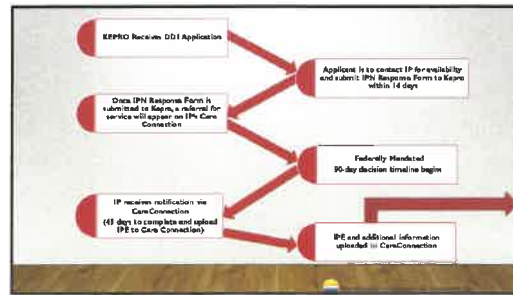 KEPRO Receives DD1 Application
Applicant is to contact IP for availability
and submit IPN Response Form to Kepro
within 14 days
Once IPN Response Form is
submitted to Kepro, a referral for
service will appear on IP's Care
Connection
Federally Mandated
90-day decision timeline begins
IP receives notification via
CareConnection
(45 days to complete and upload
IPE to Care Connection)
IPE and additional information
uploaded in CareConnection